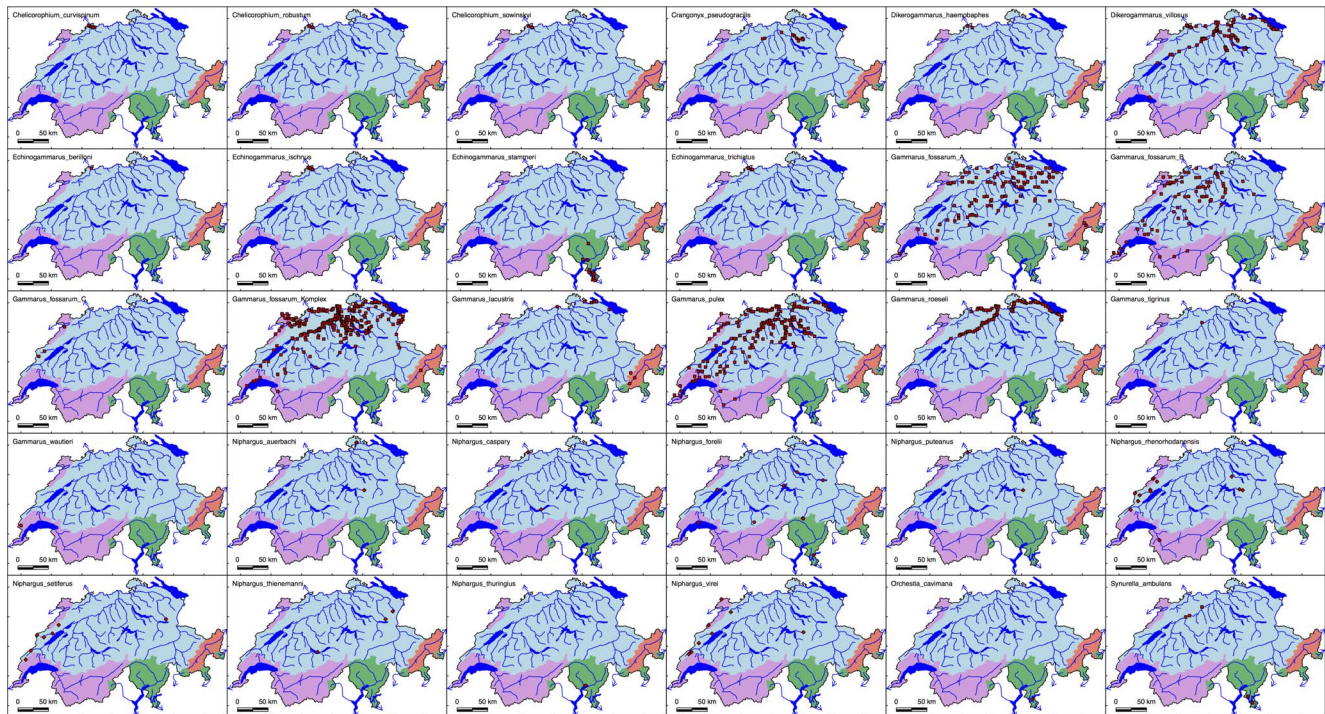 Chelicorophium_curvispinum
Chelicorophium_robustum
Chelicorophium_sowinskyi
Crangonyx_pseudogracilis
Dikerogammarus_haemobaphes
Dikerogammarus_villosus
0 50 km
0 50 km
0 50 km
0 50 km
0 50 km
0 50 km
Echinogammarus_berilloni
Echinogammarus_ischnus
Echinogammarus_stammeri
Echinogammarus_trichiatus
Gammarus_fossarum_A
Gammarus_fossarum_B
0 50 km
0 50 km
0 50 km
0 50 km
0 50 km
0 50 km
Gammarus_fossarum_C
Gammarus_fossarum_Komplex
Gammarus_lacustris
Gammarus_pulex
Gammarus_roeseli
Gammarus_tigrinus
0 50 km
0 50 km
0 50 km
0 50 km
0 50 km
0 50 km
Gammarus_wautieri
Niphargus_auerbachi
Niphargus_caspary
Niphargus_forelii
Niphargus_puteanus
Niphargus_rhenorhodanensis
0 50 km
0 50 km
0 50 km
0 50 km
0 50 km
0 50 km
Niphargus_setiferus
Niphargus_thienemanni
Niphargus_thuringius
Niphargus_virei
Orchestia_cavimana
Synurella_ambulans
0 50 km
0 50 km
0 50 km
0 50 km
0 50 km
0 50 km